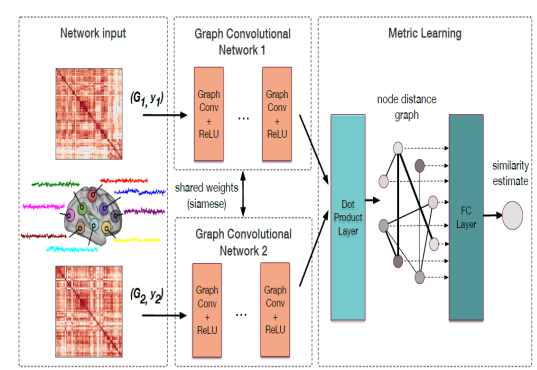 Network input
(G1, y1)
(G2, y2)
Graph Convolutional
Network 1
Graph
Conv
+
ReLU
...
Graph
Conv
+
ReLU
shared weights
(siamese)
Graph Convolutional
Network 2
Graph
Conv
+
ReLU
...
Graph
Conv
+
ReLU
Metric Learning
Dot
Product
Layer
node distance
graph
FC
Layer
similarity
estimate